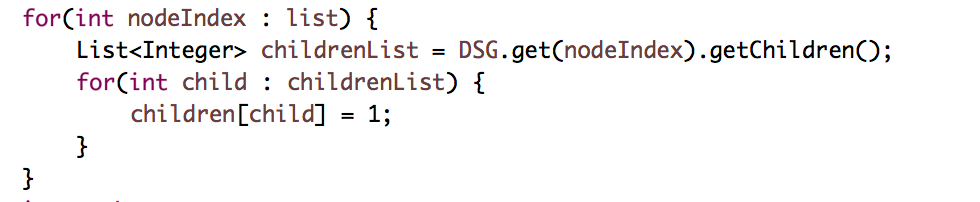 for(int nodeIndex : list) {
    List<Integer> childrenList = DSG.get(nodeIndex).getChildren();
    for(int child : childrenList) {
        children[child] = 1;
    }
}